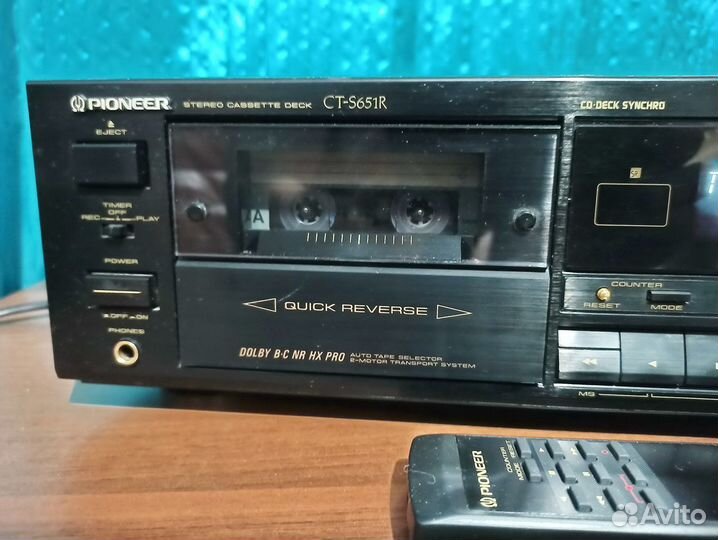 PIONEER STEREO CASSETTE DECK CT-S651R CD·DECK SYNCHRO
EJECT
TIMER
OFF
REC PLAY
POWER
OFF ON
PHONES
A
QUICK REVERSE
DOLBY B·C NR HX PRO AUTO TAPE SELECTOR
2-MOTOR TRANSPORT SYSTEM
COUNTER
RESET MODE
MS
PIONEER
COUNTER
MODE RESET
Avito